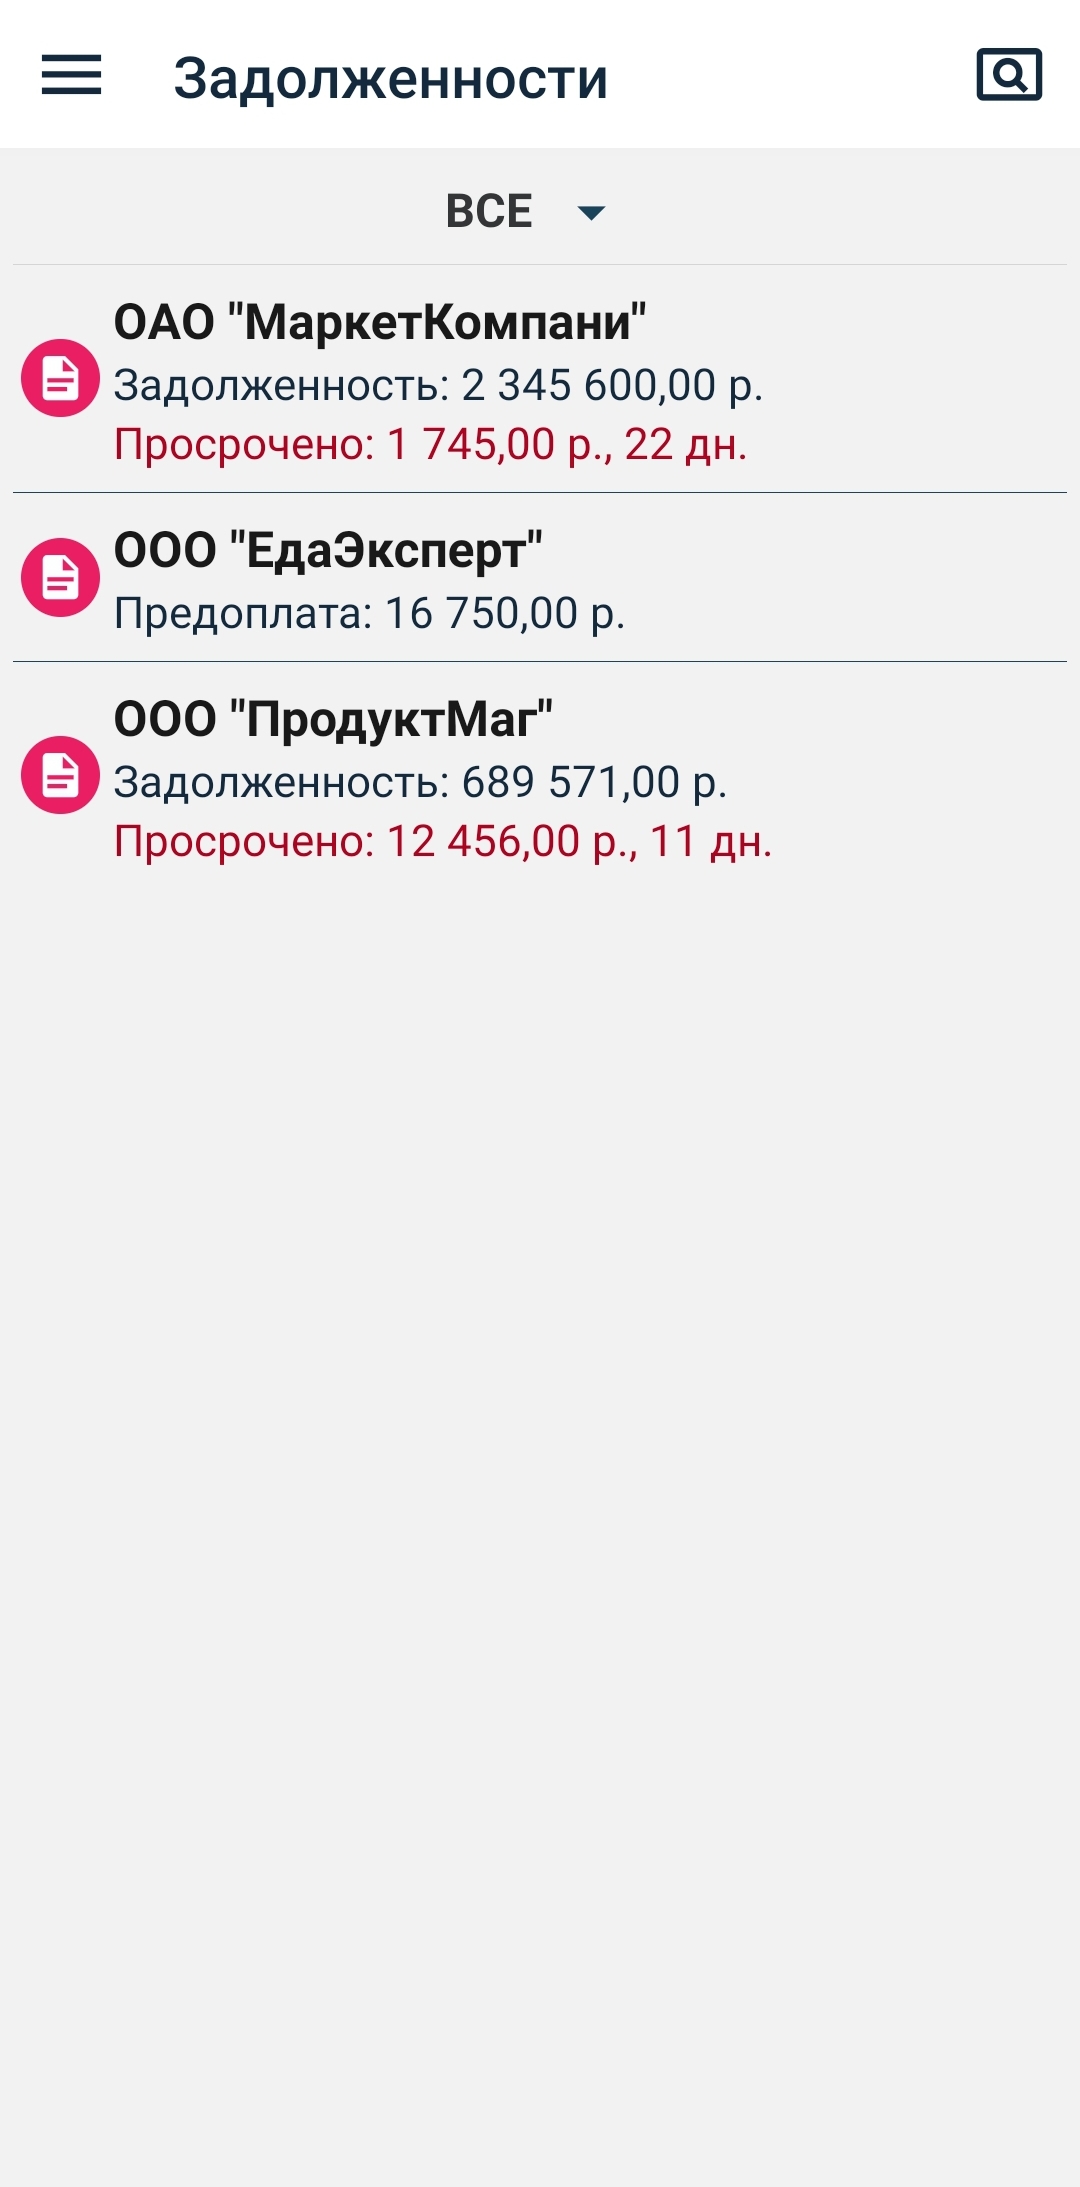 Задолженности
ВСЕ
ОАО "МаркетКомпани"
Задолженность: 2 345 600,00 р.
Просрочено: 1 745,00 р., 22 дн.
ООО "ЕдаЭксперт"
Предоплата: 16 750,00 р.
ООО "ПродуктМаг"
Задолженность: 689 571,00 р.
Просрочено: 12 456,00 р., 11 дн.